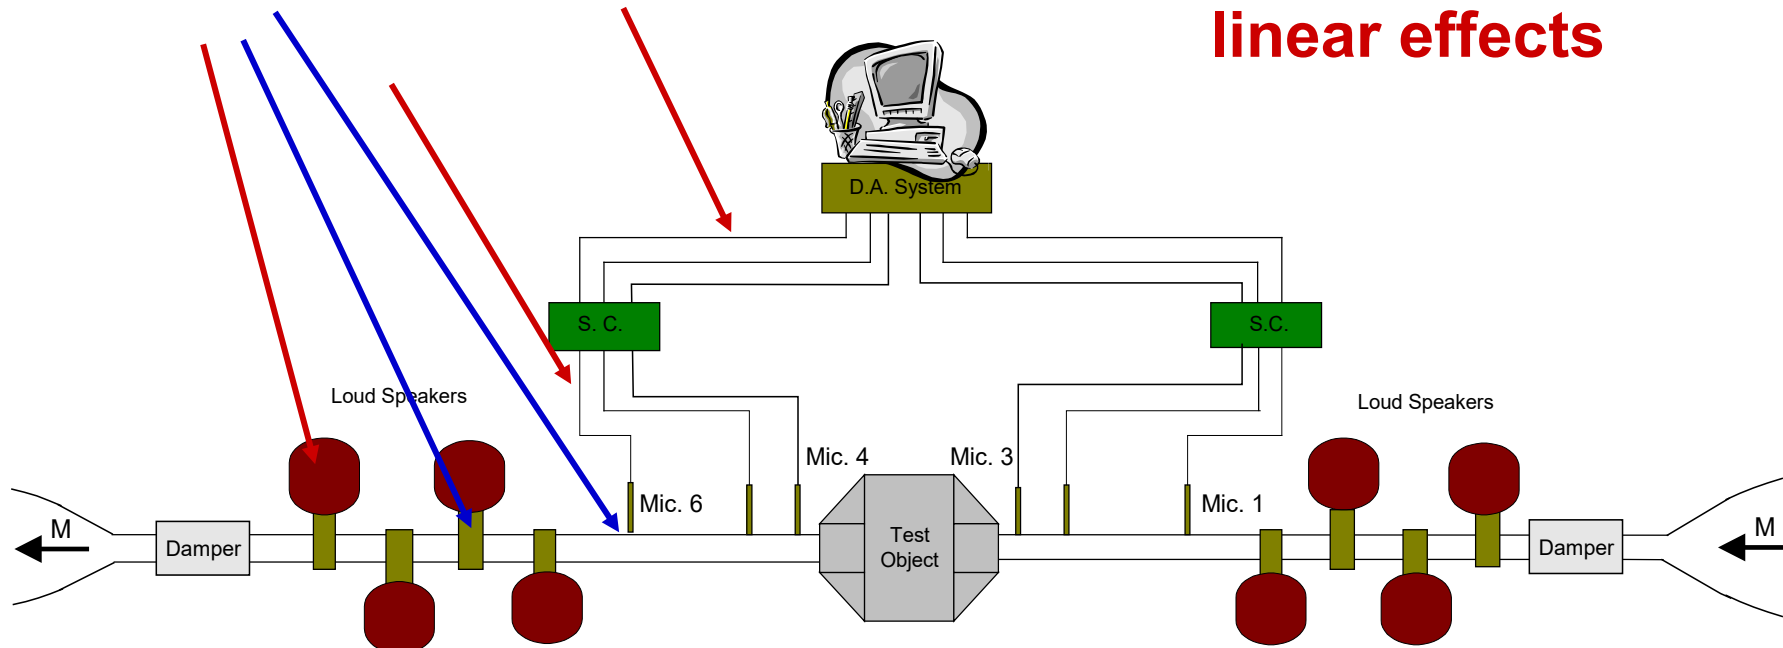 linear effects
D.A. System
S. C.
S.C.
Loud Speakers
Loud Speakers
Mic. 4
Mic. 3
Mic. 6
Mic. 1
M
Damper
Test
Object
Damper
M